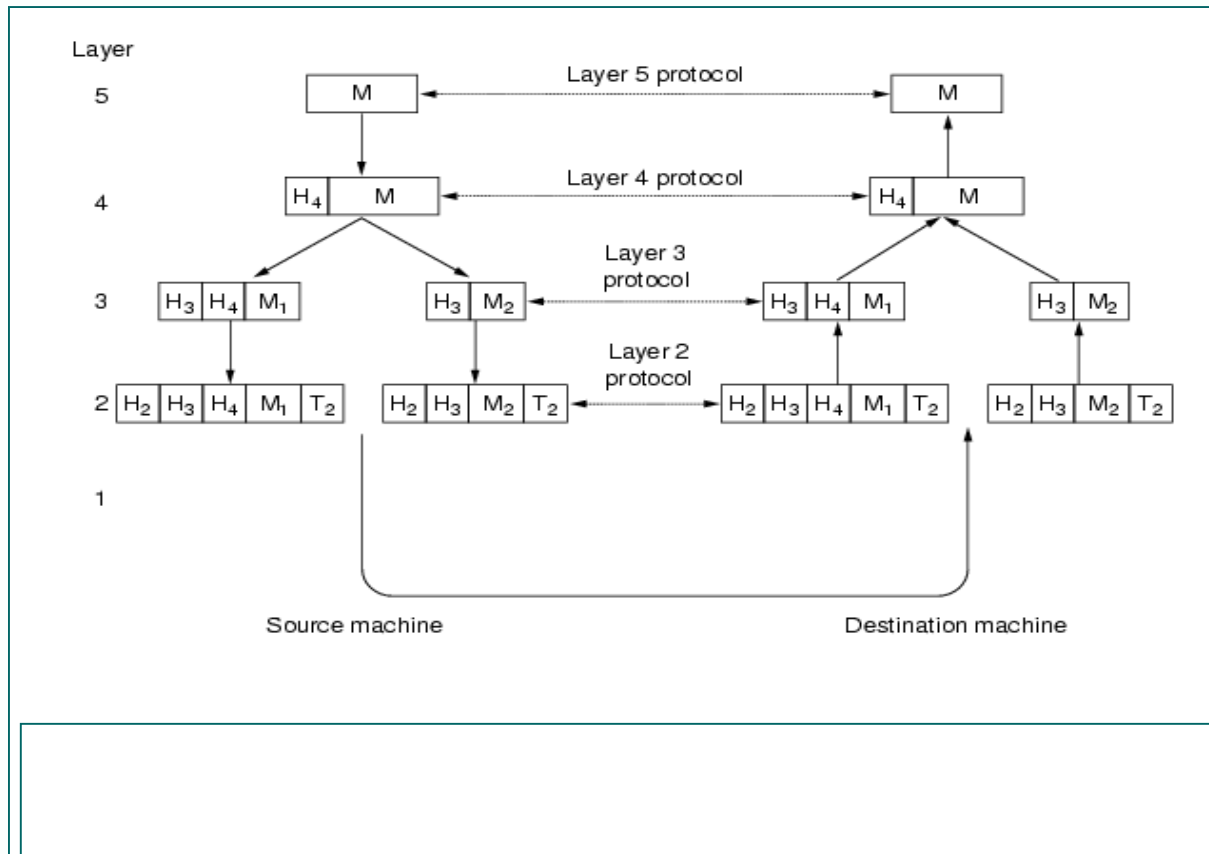 Layer
5 M Layer 5 protocol M
4 H₄ M Layer 4 protocol H₄ M
Layer 3
protocol
3 H₃ H₄ M₁ H₃ M₂ H₃ H₄ M₁ H₃ M₂
Layer 2
protocol
2 H₂ H₃ H₄ M₁ T₂ H₂ H₃ M₂ T₂ H₂ H₃ H₄ M₁ T₂ H₂ H₃ M₂ T₂
1
Source machine Destination machine